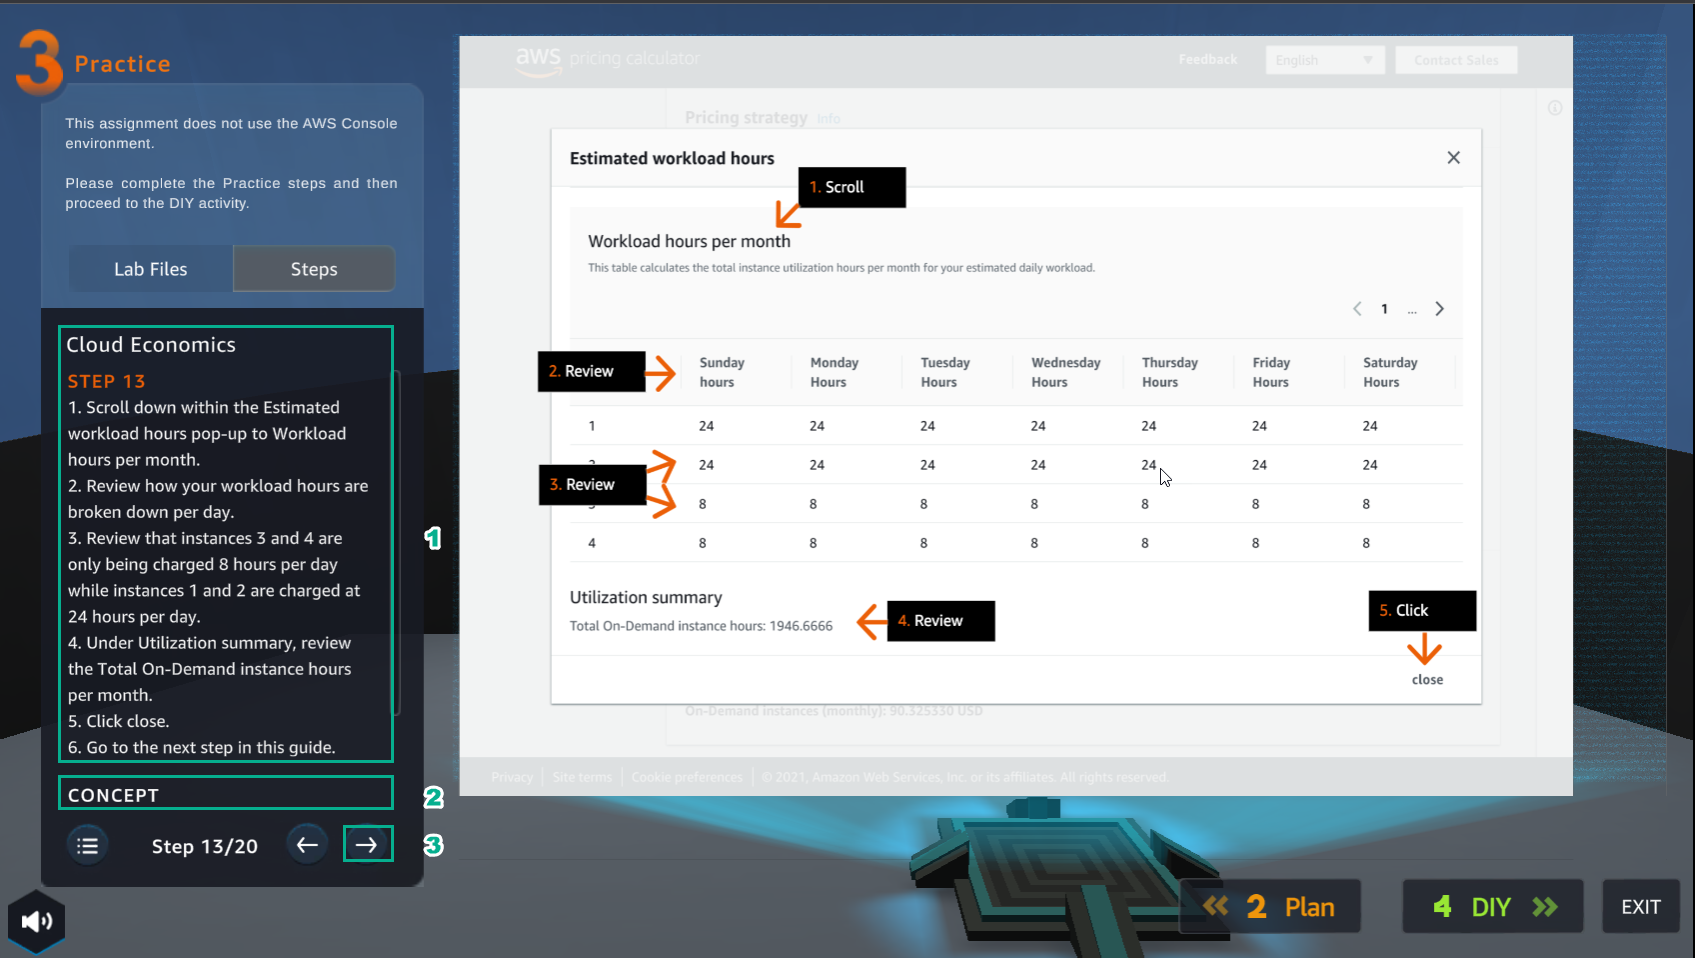 3 Practice
This assignment does not use the AWS Console
environment.
Please complete the Practice steps and then
proceed to the DIY activity.
Lab Files
Steps
Cloud Economics
STEP 13
1. Scroll down within the Estimated
workload hours pop-up to Workload
hours per month.
2. Review how your workload hours are
broken down per day.
3. Review that instances 3 and 4 are
only being charged 8 hours per day
while instances 1 and 2 are charged at
24 hours per day.
4. Under Utilization summary, review
the Total On-Demand instance hours
per month.
5. Click close.
6. Go to the next step in this guide.
1
CONCEPT
2
Step 13/20
3
aws pricing calculator
Feedback
English
Contact Sales
Pricing strategy Info
Estimated workload hours
1. Scroll
Workload hours per month
This table calculates the total instance utilization hours per month for your estimated daily workload.
1 ...
2. Review
Sunday hours Monday Hours Tuesday Hours Wednesday Hours Thursday Hours Friday Hours Saturday Hours
1 24 24 24 24 24 24 24
24 24 24 24 24 24 24
3. Review
8 8 8 8 8 8 8
4 8 8 8 8 8 8 8
Utilization summary
Total On-Demand instance hours: 1946.6666
4. Review
5. Click
close
On-Demand instances (monthly): 90.325330 USD
Privacy | Site terms | Cookie preferences | © 2021, Amazon Web Services, Inc. or its affiliates. All rights reserved.
2 Plan
4 DIY
EXIT